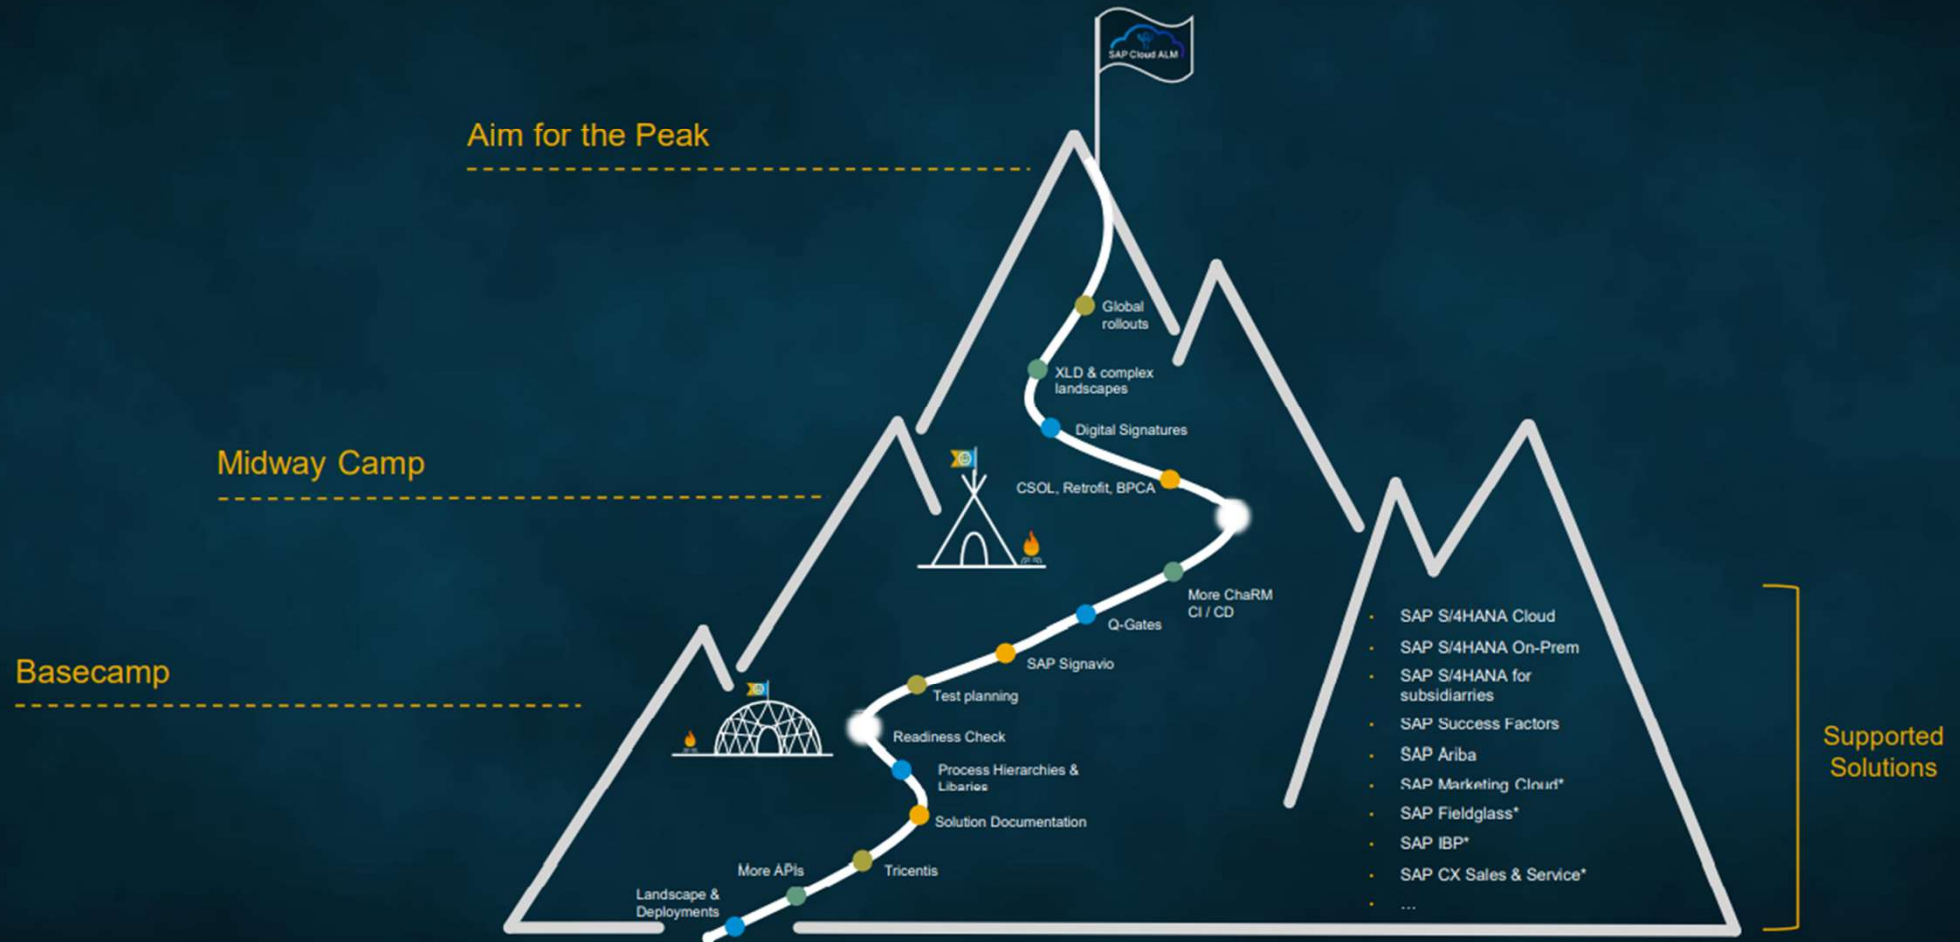 SAP Cloud ALM
Aim for the Peak
Global
rollouts
XLD & complex
landscapes
Digital Signatures
Midway Camp
CSOL, Retrofit, BPCA
More ChaRM
CI / CD
Q-Gates
SAP Signavio
Basecamp
Test planning
Readiness Check
Process Hierarchies &
Libaries
Solution Documentation
More APIs
Tricentis
Landscape &
Deployments
· SAP S/4HANA Cloud
· SAP S/4HANA On-Prem
· SAP S/4HANA for
subsidiarries
· SAP Success Factors
· SAP Ariba
· SAP Marketing Cloud*
· SAP Fieldglass*
· SAP IBP*
· SAP CX Sales & Service*
· ...
Supported
Solutions